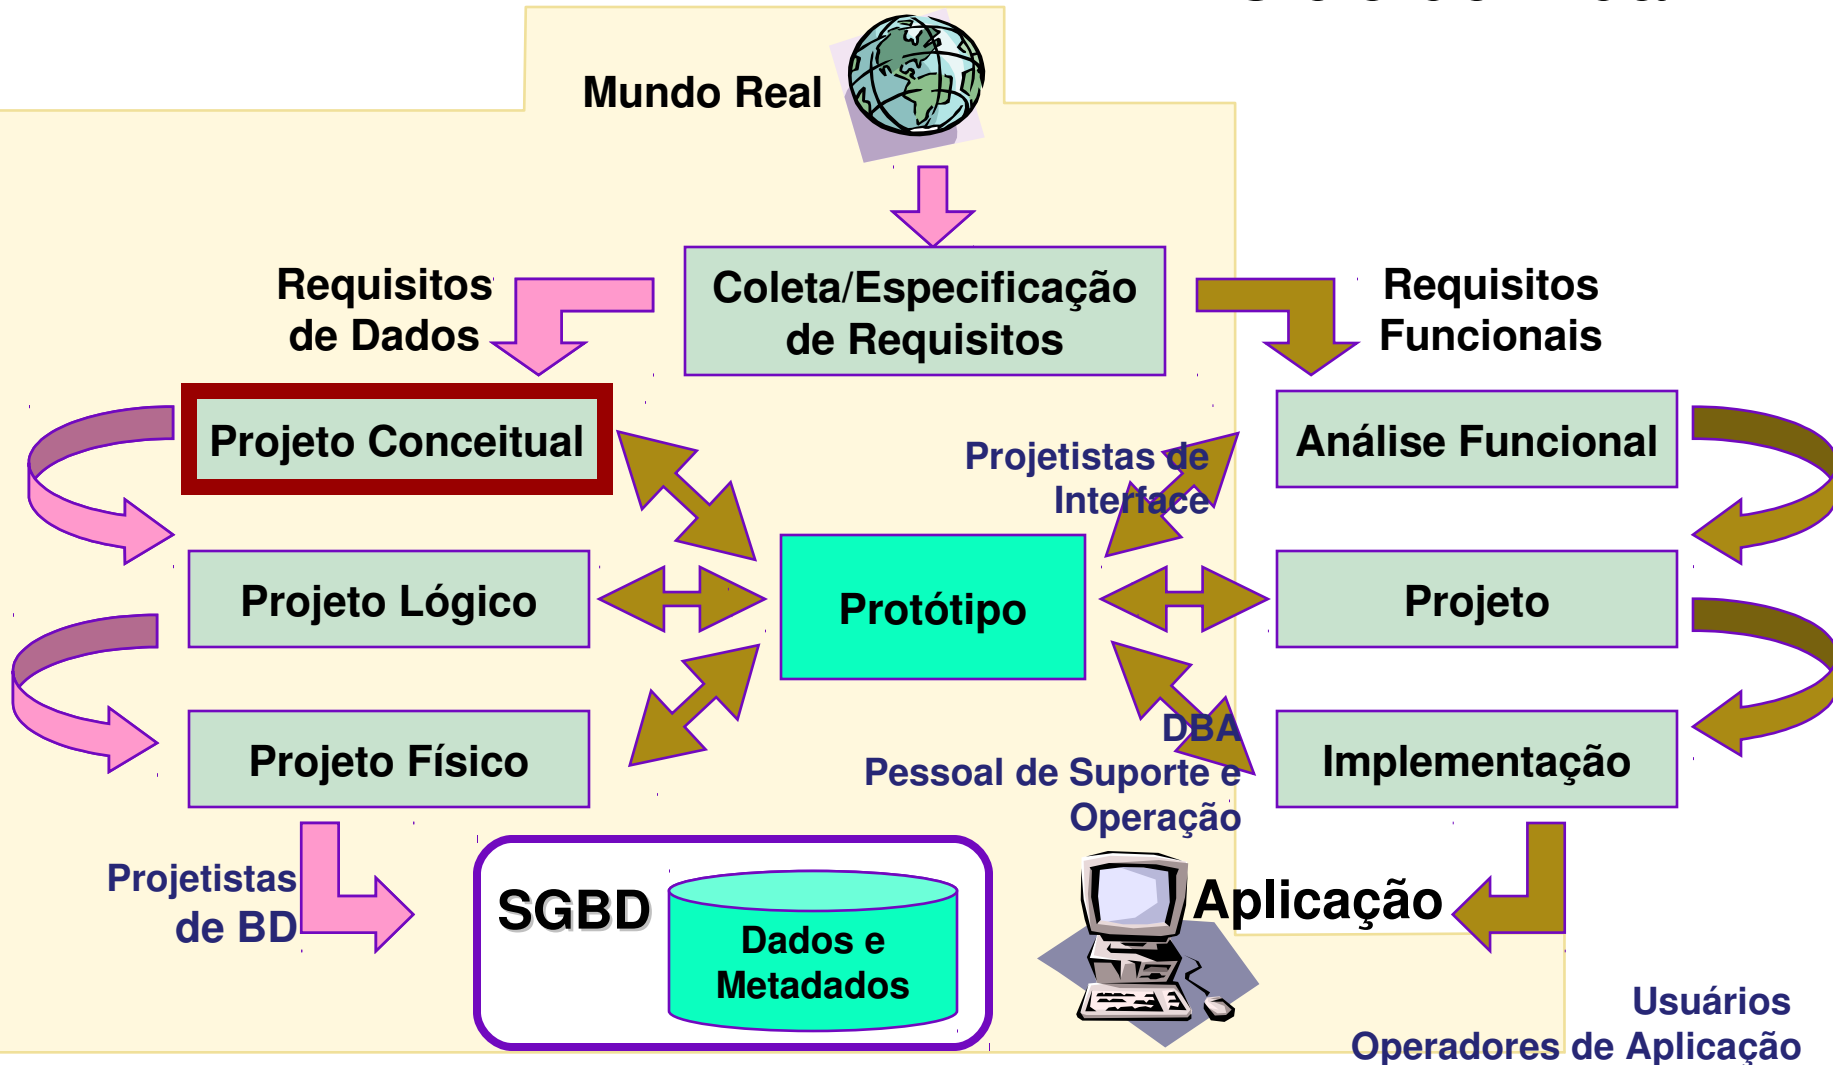 Mundo Real
Requisitos
de Dados
Coleta/Especificação
de Requisitos
Requisitos
Funcionais
Projeto Conceitual
Projetistas de
Interface
Análise Funcional
Projeto Lógico
Protótipo
Projeto
Projeto Físico
DBA
Pessoal de Suporte e
Operação
Implementação
Projetistas
de BD
SGBD
Dados e
Metadados
Aplicação
Usuários
Operadores de Aplicação